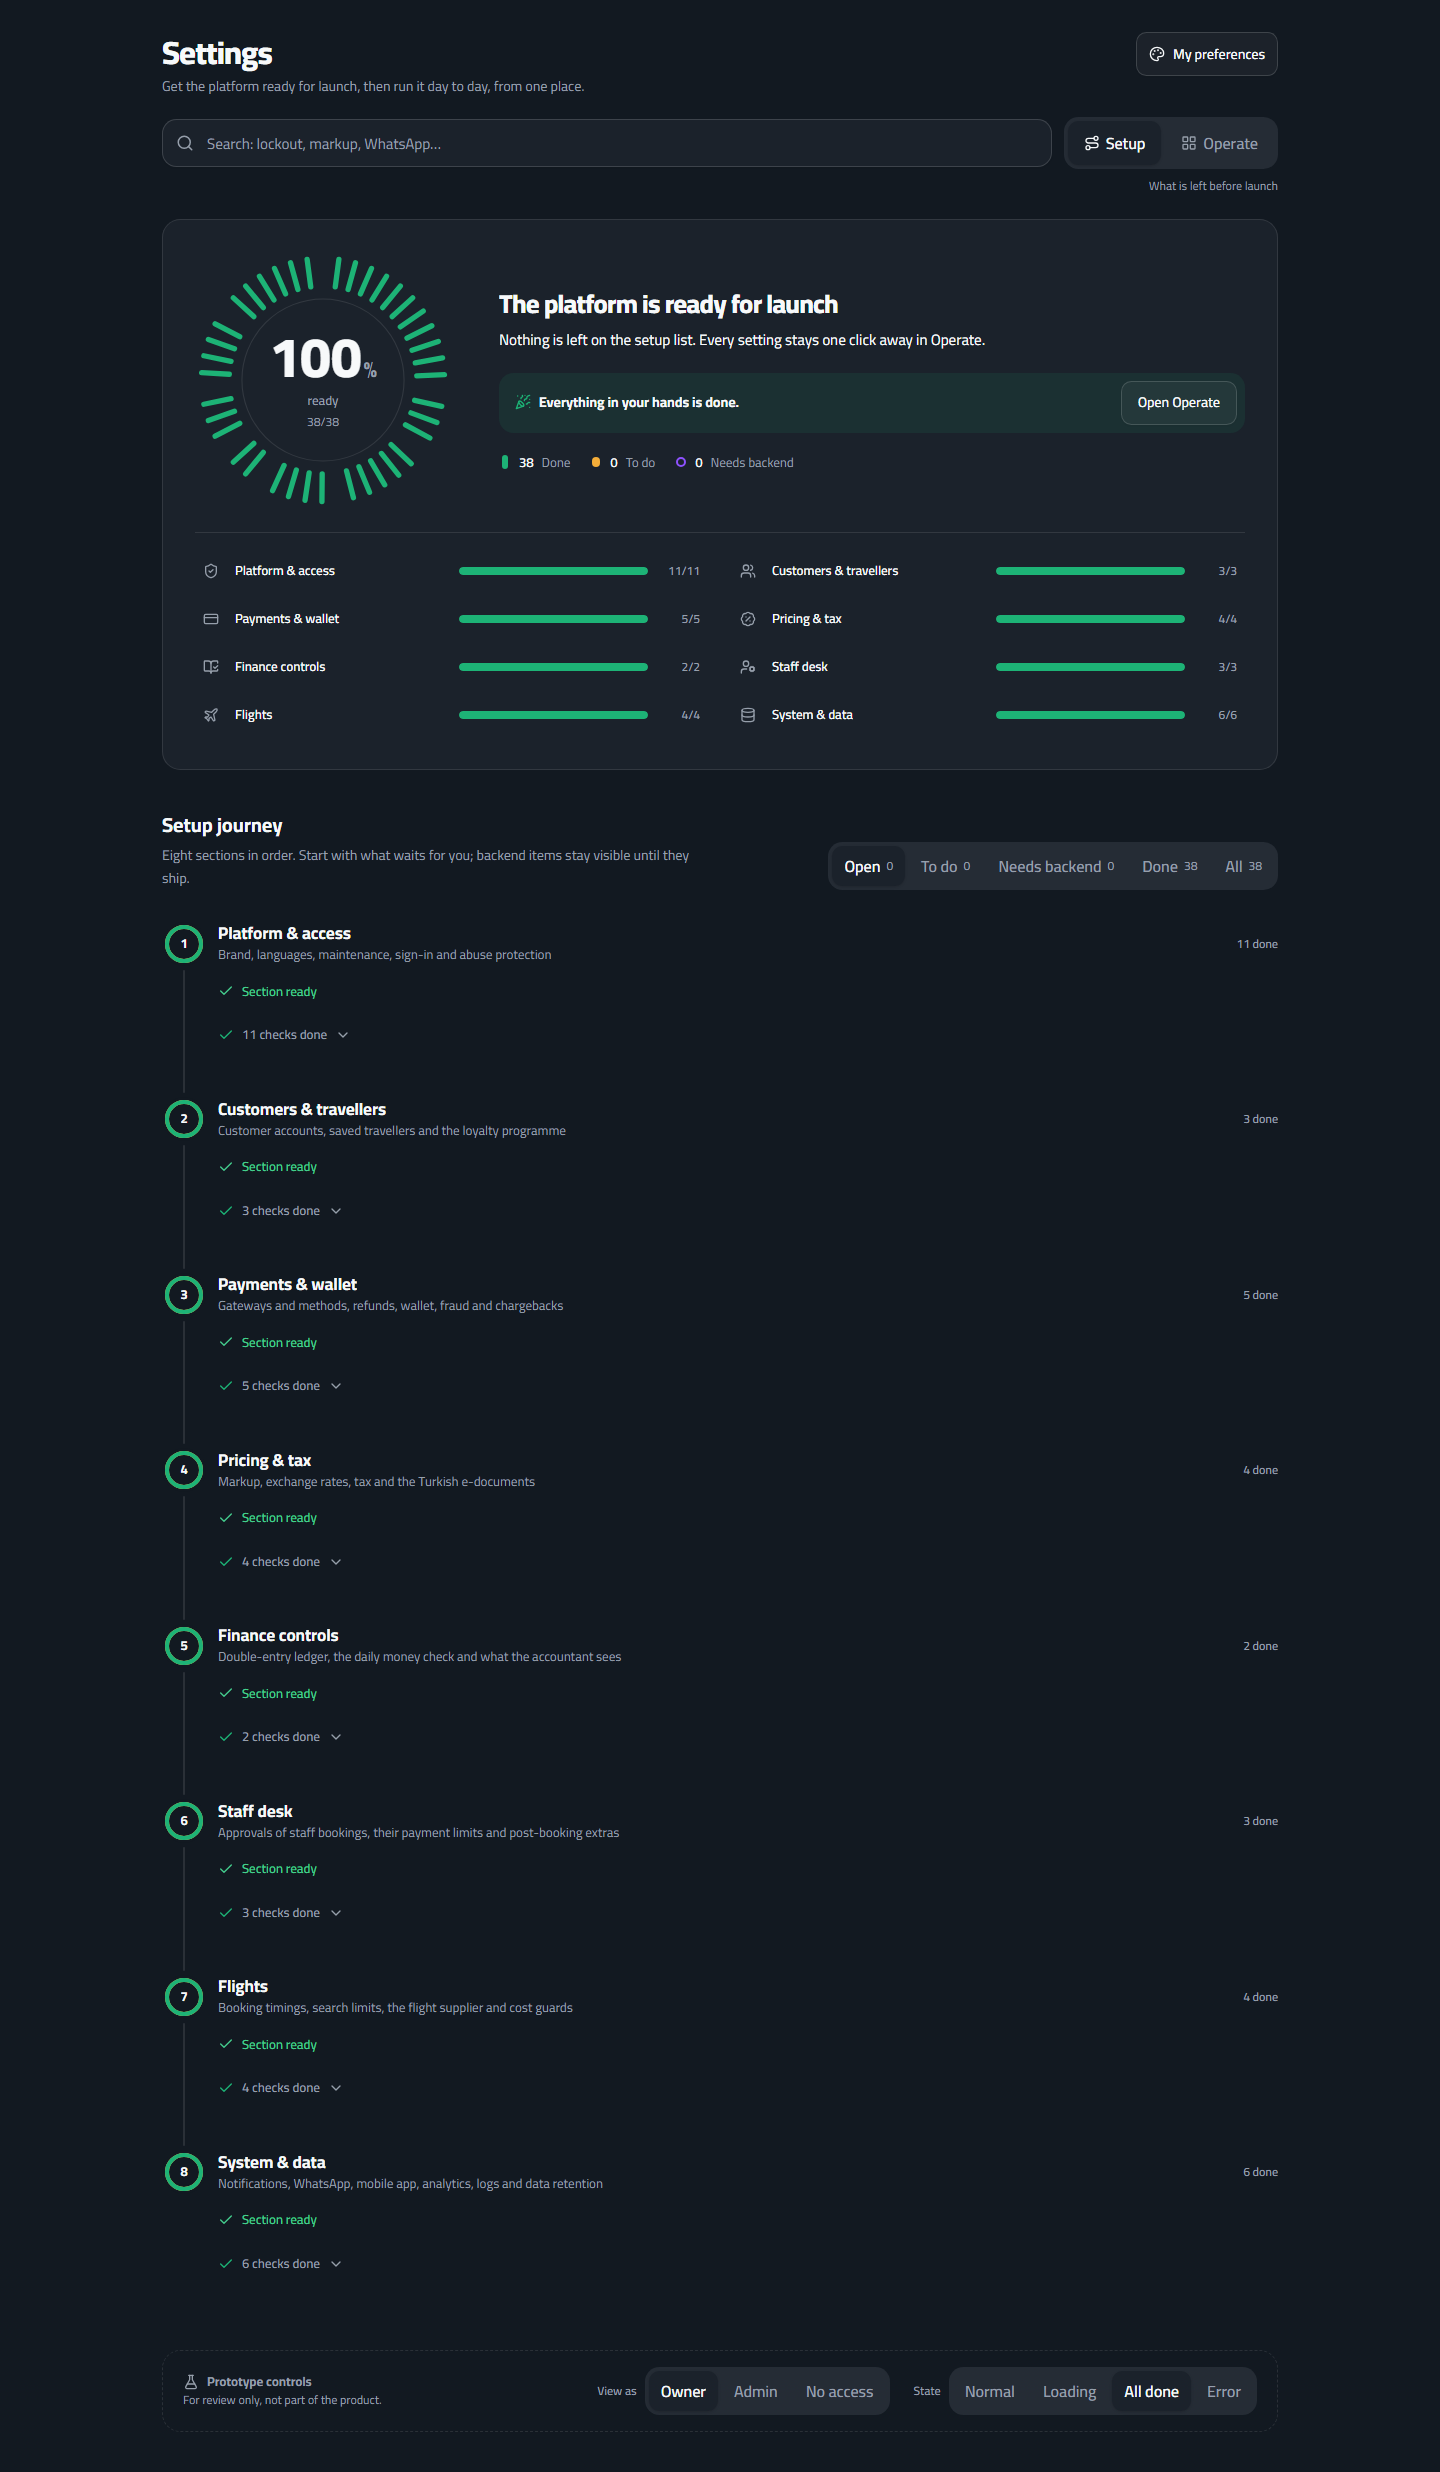 Settings
My preferences
Get the platform ready for launch, then run it day to day, from one place.
Search: lockout, markup, WhatsApp...
Setup
Operate
What is left before launch
100%
ready
38/38
The platform is ready for launch
Nothing is left on the setup list. Every setting stays one click away in Operate.
Everything in your hands is done.
Open Operate
38 Done
0 To do
0 Needs backend
Platform & access 11/11
Customers & travellers 3/3
Payments & wallet 5/5
Pricing & tax 4/4
Finance controls 2/2
Staff desk 3/3
Flights 4/4
System & data 6/6
Setup journey
Eight sections in order. Start with what waits for you; backend items stay visible until they
ship.
Open 0
To do 0
Needs backend 0
Done 38
All 38
1
Platform & access
11 done
Brand, languages, maintenance, sign-in and abuse protection
Section ready
11 checks done
2
Customers & travellers
3 done
Customer accounts, saved travellers and the loyalty programme
Section ready
3 checks done
3
Payments & wallet
5 done
Gateways and methods, refunds, wallet, fraud and chargebacks
Section ready
5 checks done
4
Pricing & tax
4 done
Markup, exchange rates, tax and the Turkish e-documents
Section ready
4 checks done
5
Finance controls
2 done
Double-entry ledger, the daily money check and what the accountant sees
Section ready
2 checks done
6
Staff desk
3 done
Approvals of staff bookings, their payment limits and post-booking extras
Section ready
3 checks done
7
Flights
4 done
Booking timings, search limits, the flight supplier and cost guards
Section ready
4 checks done
8
System & data
6 done
Notifications, WhatsApp, mobile app, analytics, logs and data retention
Section ready
6 checks done
Prototype controls
For review only, not part of the product.
View as
Owner
Admin
No access
State
Normal
Loading
All done
Error